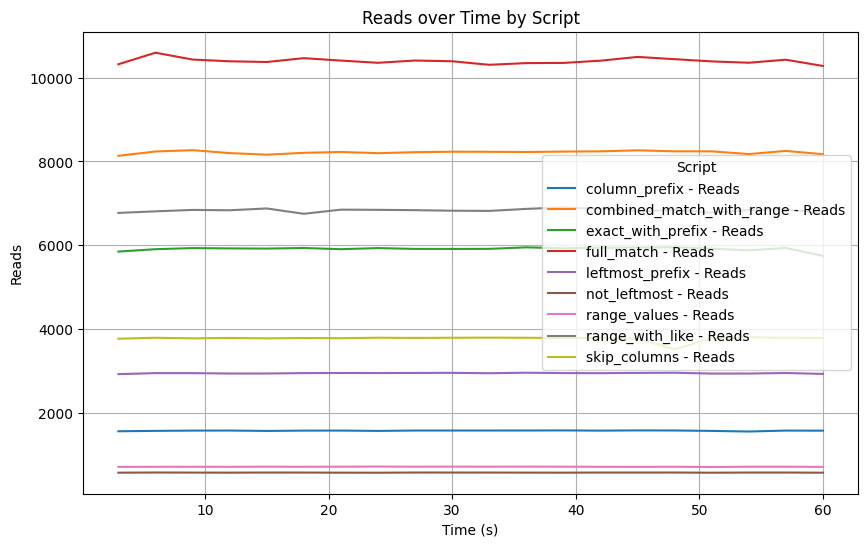 Reads over Time by Script
Reads
10000
8000
6000
4000
2000
Script
column_prefix - Reads
combined_match_with_range - Reads
exact_with_prefix - Reads
full_match - Reads
leftmost_prefix - Reads
not_leftmost - Reads
range_values - Reads
range_with_like - Reads
skip_columns - Reads
10
20
30
40
50
60
Time (s)